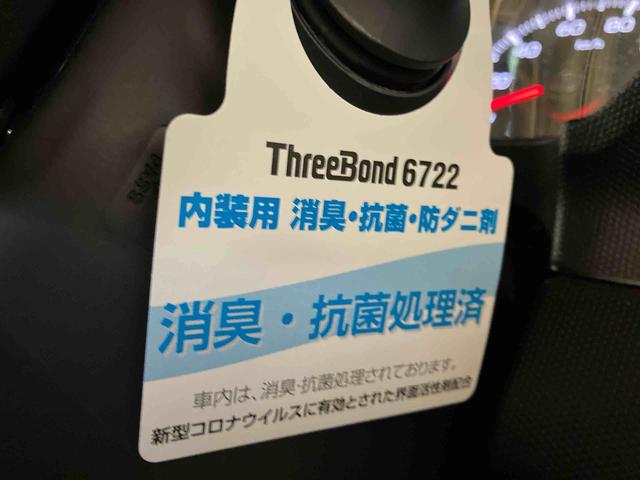 ThreeBond 6722
内装用 消臭・抗菌・防ダニ剤
消臭・抗菌処理済
車内は、消臭・抗菌処理されております。
新型コロナウイルスに有効とされた界面活性剤配合